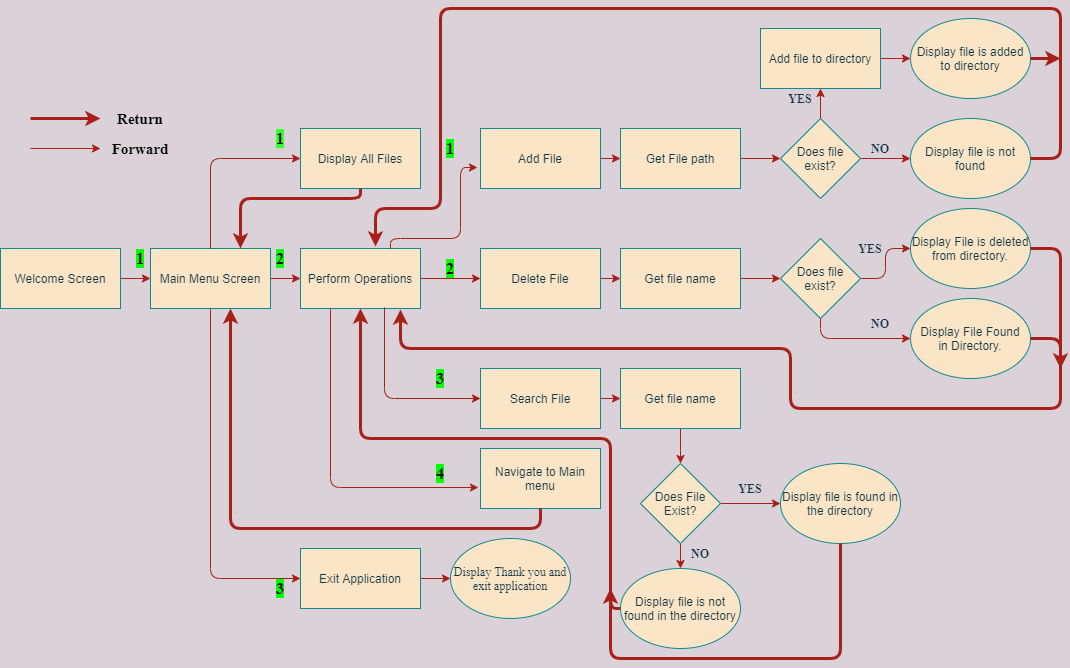 Add file to directory
Display file is added
to directory
YES
Return
Forward
1
Display All Files
1
Add File
Get File path
Does file
exist?
NO
Display file is not
found
Welcome Screen
1
Main Menu Screen
2
Perform Operations
2
Delete File
Get file name
Does file
exist?
YES
Display File is deleted
from directory.
NO
Display File Found
in Directory.
3
Search File
Get file name
4
Navigate to Main
menu
Does File
Exist?
YES
Display file is found in
the directory
NO
3
Exit Application
Display Thank you and
exit application
Display file is not
found in the directory